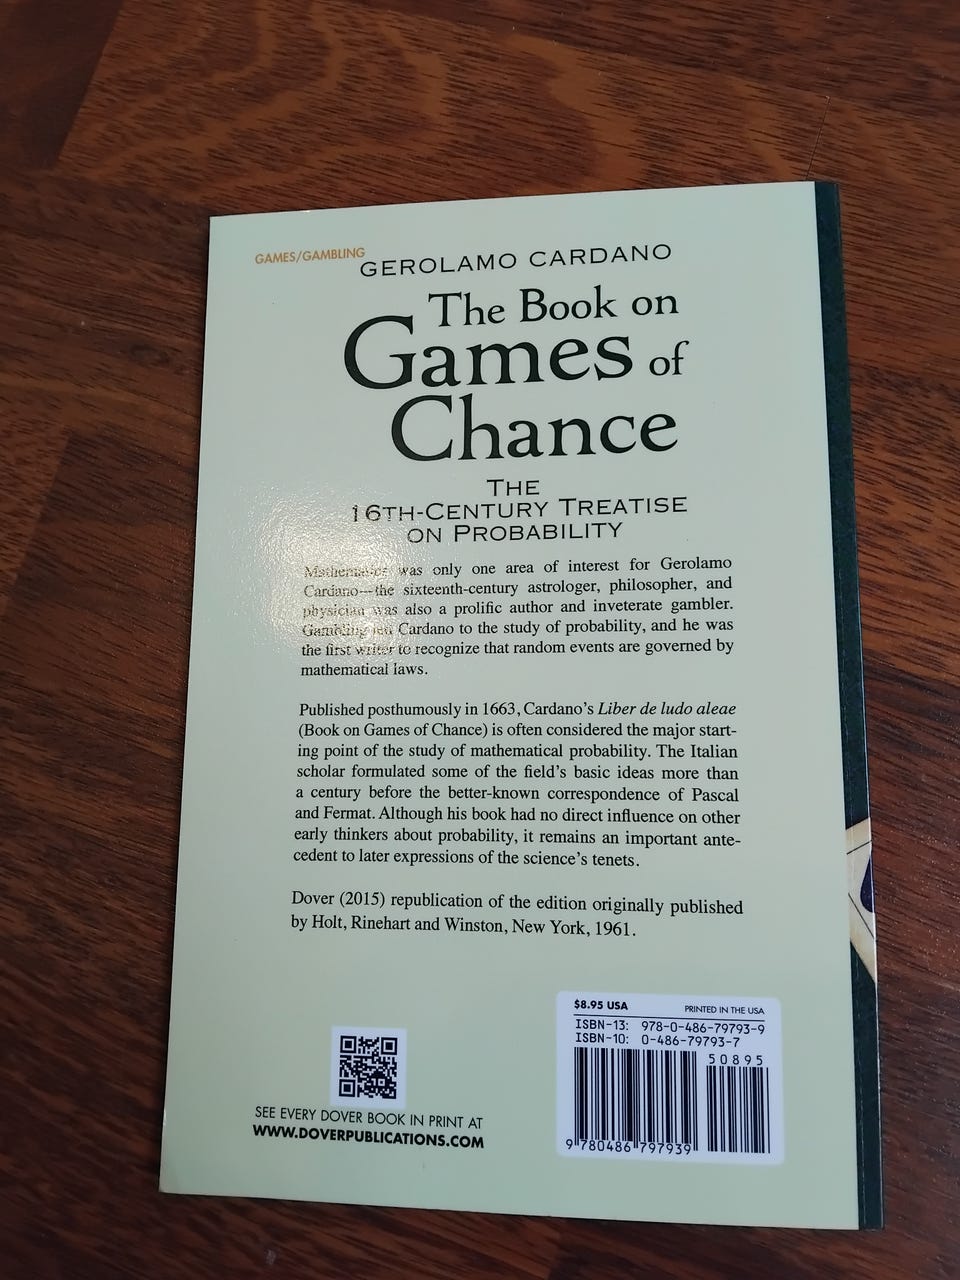 GAMES/GAMBLING
GEROLAMO CARDANO
The Book on
Games of
Chance
THE
16TH-CENTURY TREATISE
ON PROBABILITY
Mathematics was only one area of interest for Gerolamo
Cardano—the sixteenth-century astrologer, philosopher, and
physician was also a prolific author and inveterate gambler.
Gambling led Cardano to the study of probability, and he was
the first writer to recognize that random events are governed by
mathematical laws.
Published posthumously in 1663, Cardano's Liber de ludo aleae
(Book on Games of Chance) is often considered the major start-
ing point of the study of mathematical probability. The Italian
scholar formulated some of the field's basic ideas more than
a century before the better-known correspondence of Pascal
and Fermat. Although his book had no direct influence on other
early thinkers about probability, it remains an important ante-
cedent to later expressions of the science's tenets.
Dover (2015) republication of the edition originally published
by Holt, Rinehart and Winston, New York, 1961.
$8.95 USA PRINTED IN THE USA
ISBN-13: 978-0-486-79793-9
ISBN-10: 0-486-79793-7
50895
9 780486 797939
SEE EVERY DOVER BOOK IN PRINT AT
WWW.DOVERPUBLICATIONS.COM